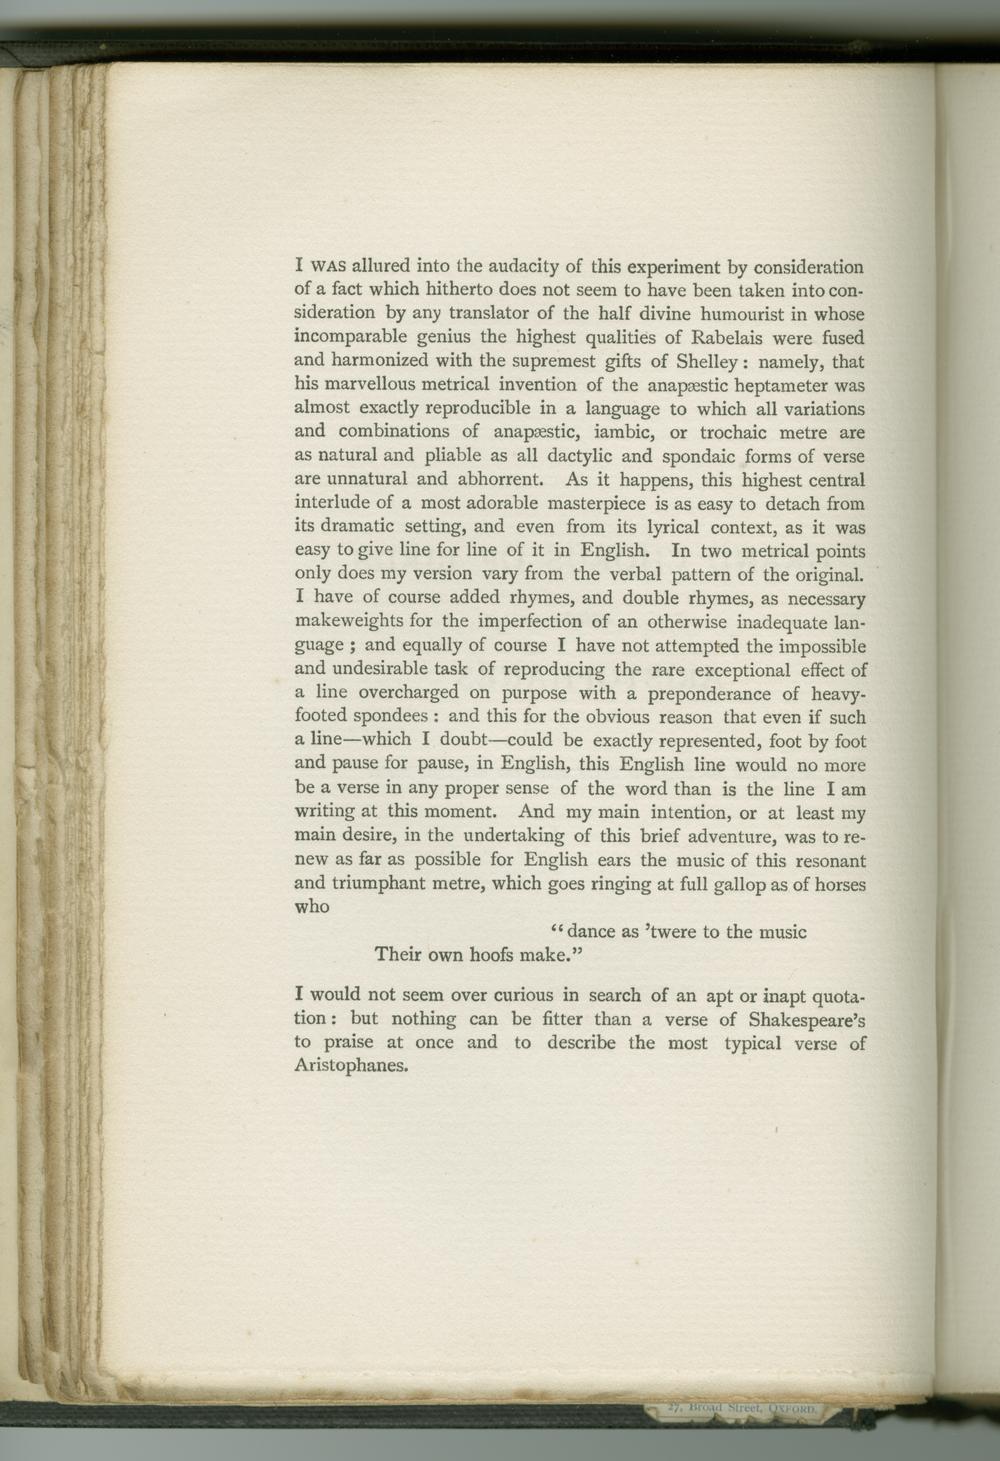 I WAS allured into the audacity of this experiment by consideration
of a fact which hitherto does not seem to have been taken into con-
sideration by any translator of the half divine humourist in whose
incomparable genius the highest qualities of Rabelais were fused
and harmonized with the supremest gifts of Shelley : namely, that
his marvellous metrical invention of the anapæstic heptameter was
almost exactly reproducible in a language to which all variations
and combinations of anapæstic, iambic, or trochaic metre are
as natural and pliable as all dactylic and spondaic forms of verse
are unnatural and abhorrent. As it happens, this highest central
interlude of a most adorable masterpiece is as easy to detach from
its dramatic setting, and even from its lyrical context, as it was
easy to give line for line of it in English. In two metrical points
only does my version vary from the verbal pattern of the original.
I have of course added rhymes, and double rhymes, as necessary
makeweights for the imperfection of an otherwise inadequate lan-
guage ; and equally of course I have not attempted the impossible
and undesirable task of reproducing the rare exceptional effect of
a line overcharged on purpose with a preponderance of heavy-
footed spondees : and this for the obvious reason that even if such
a line—which I doubt—could be exactly represented, foot by foot
and pause for pause, in English, this English line would no more
be a verse in any proper sense of the word than is the line I am
writing at this moment. And my main intention, or at least my
main desire, in the undertaking of this brief adventure, was to re-
new as far as possible for English ears the music of this resonant
and triumphant metre, which goes ringing at full gallop as of horses
who
“ dance as ’twere to the music
Their own hoofs make.”
I would not seem over curious in search of an apt or inapt quota-
tion : but nothing can be fitter than a verse of Shakespeare’s
to praise at once and to describe the most typical verse of
Aristophanes.
27, Broad Street, OXFORD.